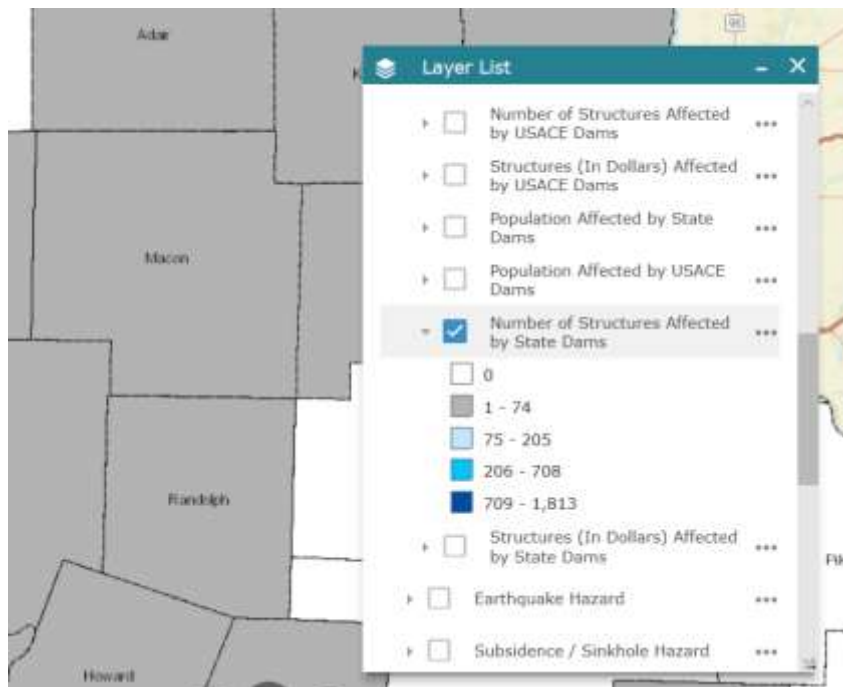 Adair
Layer List
K
Number of Structures Affected
by USACE Dams
Structures (In Dollars) Affected
by USACE Dams
Population Affected by State
Dams
Population Affected by USACE
Dams
Macon
Number of Structures Affected
by State Dams
0
1 - 74
75 - 205
206 - 708
709 - 1,813
Randolph
Structures (In Dollars) Affected
by State Dams
Earthquake Hazard
Subsidence / Sinkhole Hazard
Howard